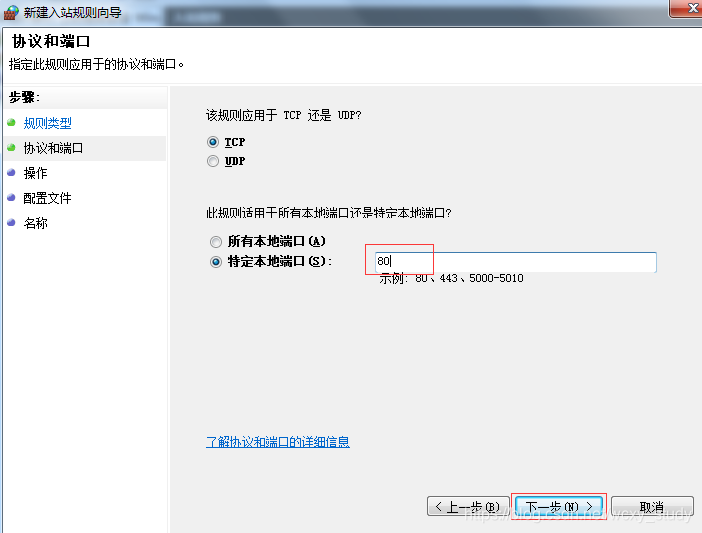 新建入站规则向导
协议和端口
指定此规则应用于的协议和端口。
步骤:
规则类型
协议和端口
操作
配置文件
名称
该规则应用于 TCP 还是 UDP?
TCP
UDP
此规则适用于所有本地端口还是特定本地端口?
所有本地端口(A)
特定本地端口(S):
80
示例: 80、443、5000-5010
了解协议和端口的详细信息
< 上一步(B)
下一步(N) >
取消